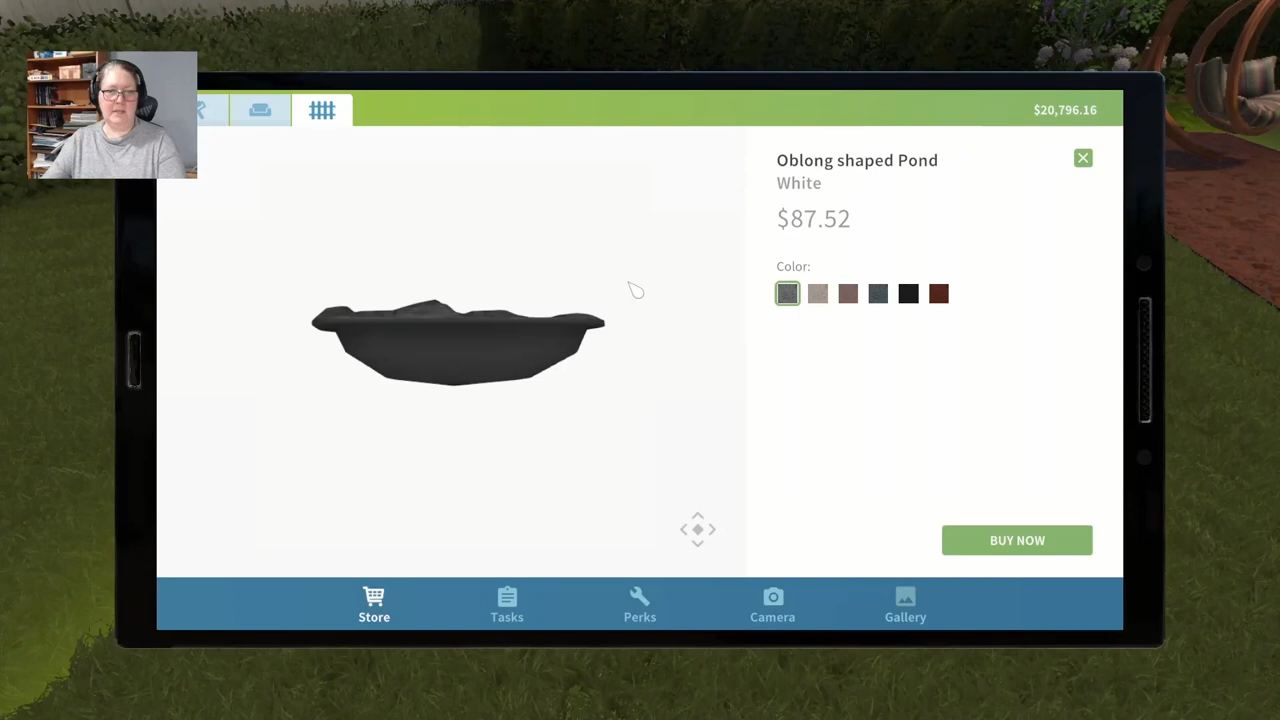 $20,796.16
Oblong shaped Pond
White
$87.52
Color:
BUY NOW
Store
Tasks
Perks
Camera
Gallery